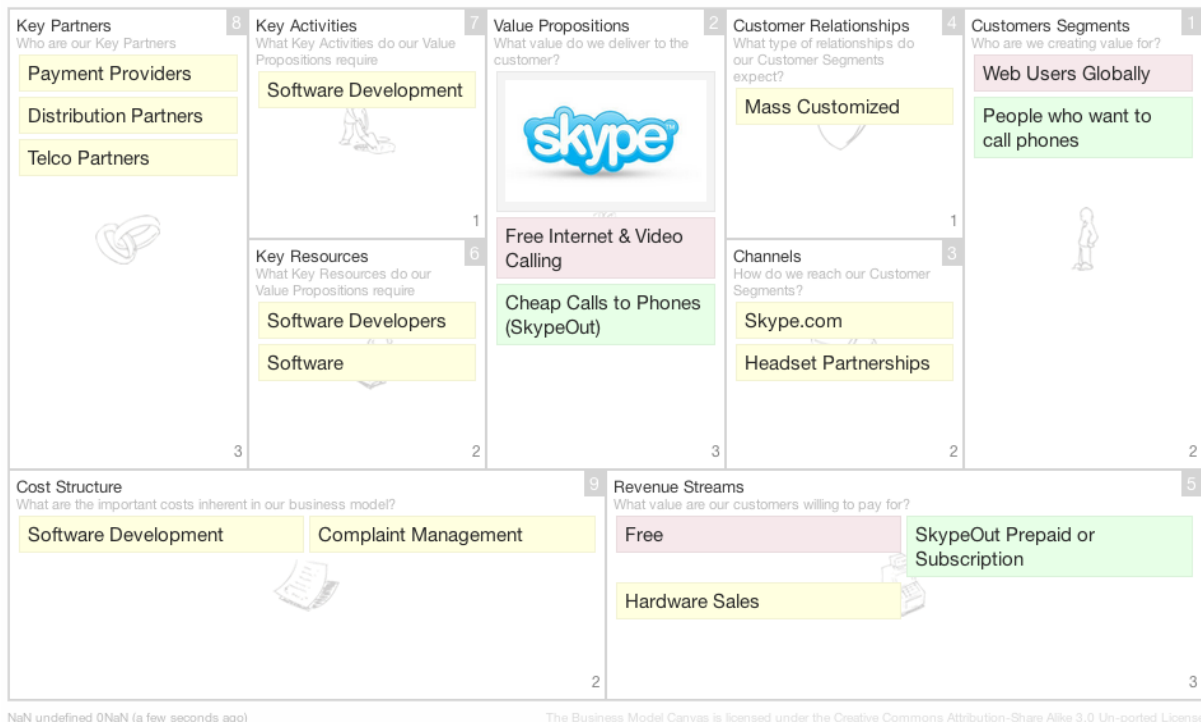 Key Partners
8
Who are our Key Partners
Payment Providers
Distribution Partners
Telco Partners
3
Key Activities
7
What Key Activities do our Value
Propositions require
Software Development
1
Key Resources
6
What Key Resources do our
Value Propositions require
Software Developers
Software
2
Value Propositions
2
What value do we deliver to the
customer?
skype™
Free Internet & Video
Calling
Cheap Calls to Phones
(SkypeOut)
3
Customer Relationships
4
What type of relationships do
our Customer Segments
expect?
Mass Customized
1
Channels
3
How do we reach our Customer
Segments?
Skype.com
Headset Partnerships
2
Customers Segments
1
Who are we creating value for?
Web Users Globally
People who want to
call phones
2
Cost Structure
9
What are the important costs inherent in our business model?
Software Development
Complaint Management
2
Revenue Streams
5
What value are our customers willing to pay for?
Free
SkypeOut Prepaid or
Subscription
Hardware Sales
3
NaN undefined 0NaN (a few seconds ago)
The Business Model Canvas is licensed under the Creative Commons Attribution-Share Alike 3.0 Un-ported License